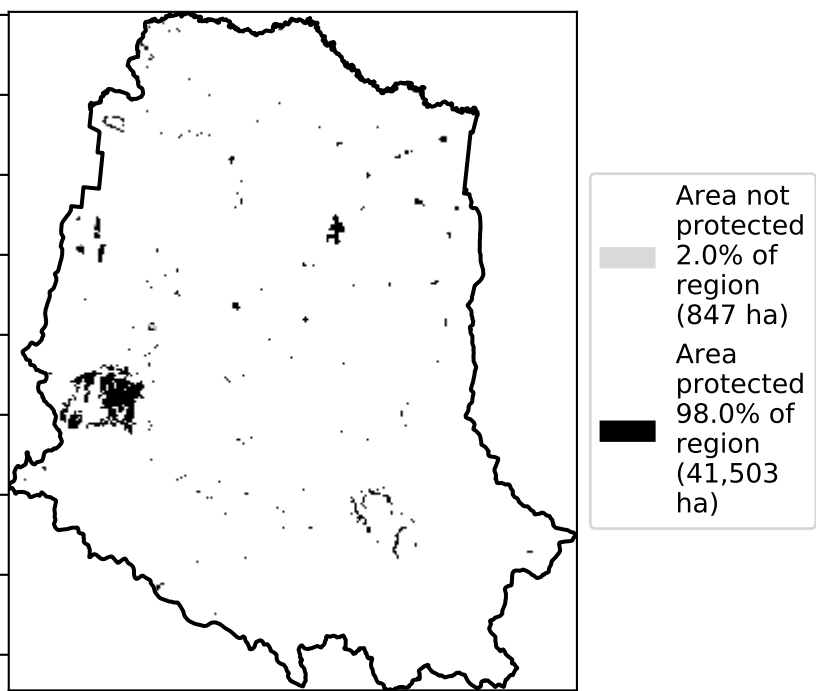 Area not
protected
2.0% of
region
(847 ha)
Area
protected
98.0% of
region
(41,503
ha)